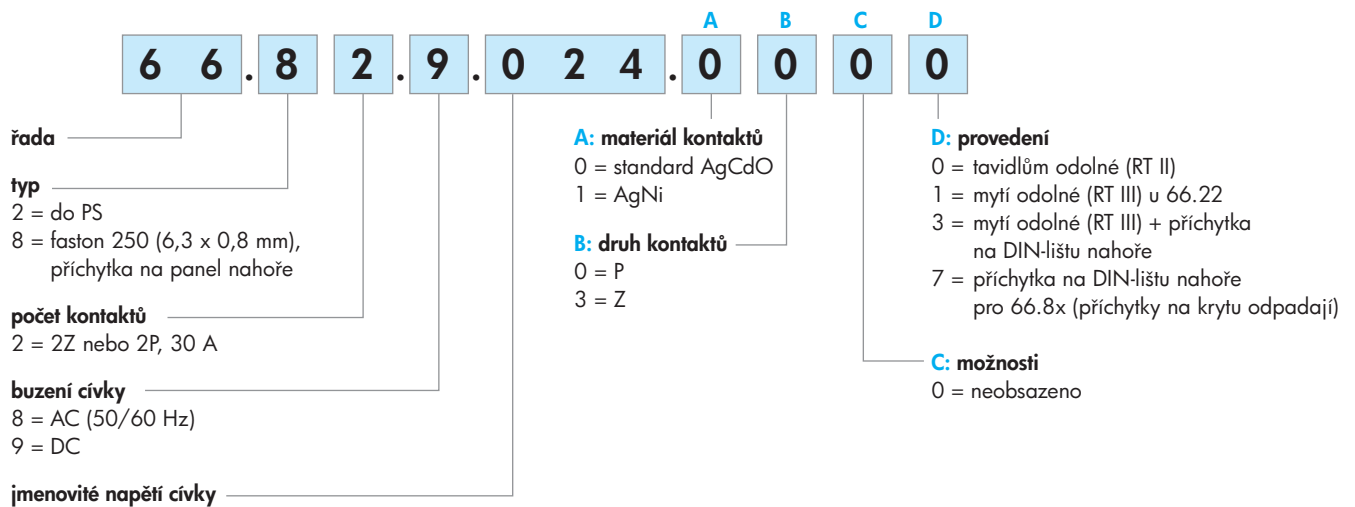 A B C D
6 6 . 8 2 . 9 . 0 2 4 . 0 0 0 0
řada
typ
2 = do PS
8 = faston 250 (6,3 x 0,8 mm),
příchytka na panel nahoře
počet kontaktů
2 = 2Z nebo 2P, 30 A
buzení cívky
8 = AC (50/60 Hz)
9 = DC
jmenovité napětí cívky
A: materiál kontaktů
0 = standard AgCdO
1 = AgNi
B: druh kontaktů
0 = P
3 = Z
D: provedení
0 = tavidlům odolné (RT II)
1 = mytí odolné (RT III) u 66.22
3 = mytí odolné (RT III) + příchytka
na DIN-lištu nahoře
7 = příchytka na DIN-lištu nahoře
pro 66.8x (příchytky na krytu odpadají)
C: možnosti
0 = neobsazeno